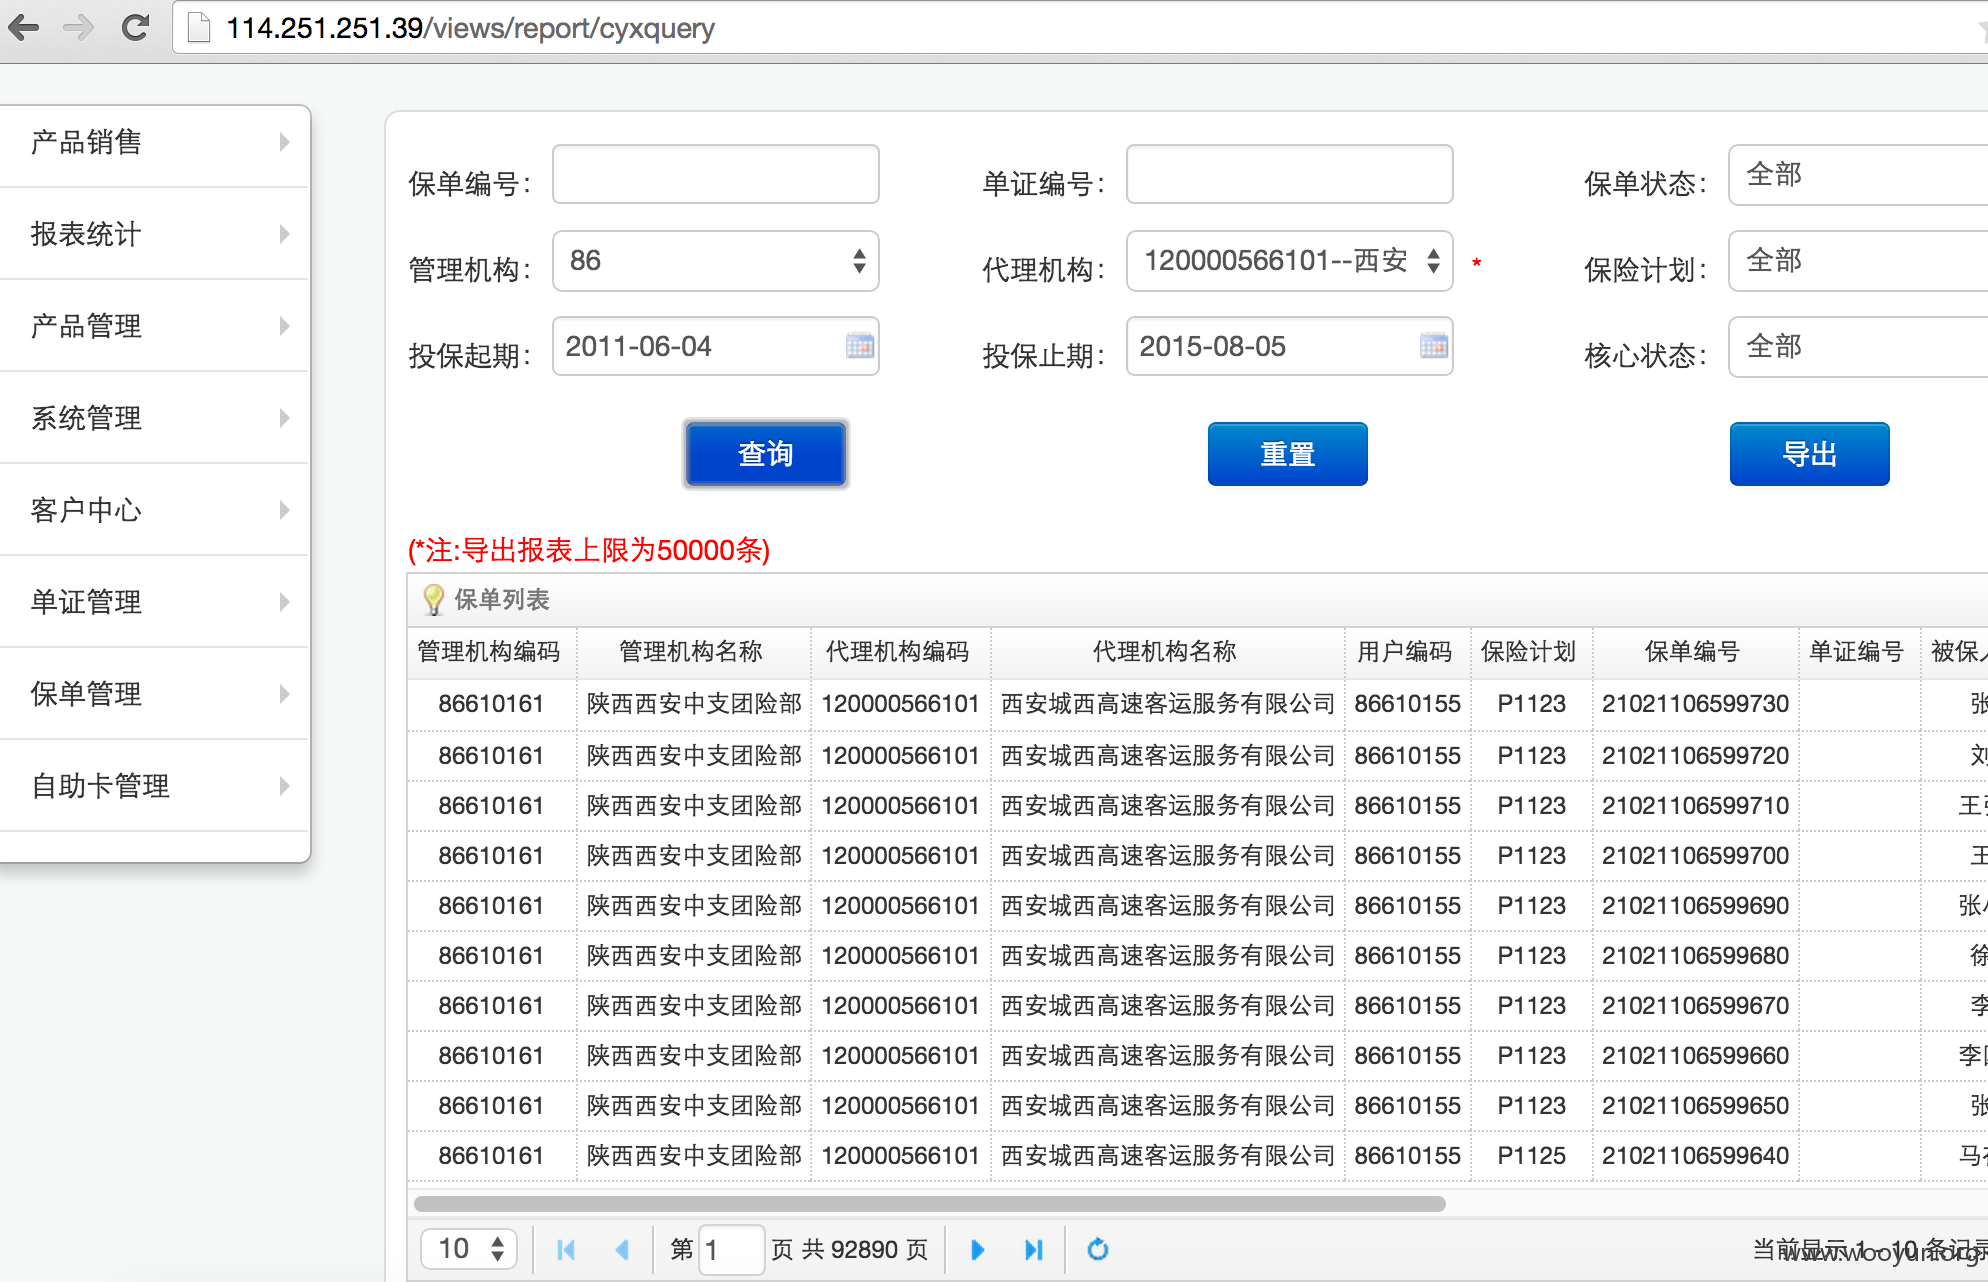 114.251.251.39/views/report/cyxquery
产品销售
报表统计
产品管理
系统管理
客户中心
单证管理
保单管理
自助卡管理
保单编号： 单证编号： 保单状态： 全部
管理机构： 86 代理机构： 120000566101--西安 * 保险计划： 全部
投保起期： 2011-06-04 投保止期： 2015-08-05 核心状态： 全部
查询 重置 导出
(*注:导出报表上限为50000条)
保单列表
管理机构编码 管理机构名称 代理机构编码 代理机构名称 用户编码 保险计划 保单编号 单证编号 被保
86610161 陕西西安中支团险部 120000566101 西安城西高速客运服务有限公司 86610155 P1123 21021106599730 张
86610161 陕西西安中支团险部 120000566101 西安城西高速客运服务有限公司 86610155 P1123 21021106599720 刘
86610161 陕西西安中支团险部 120000566101 西安城西高速客运服务有限公司 86610155 P1123 21021106599710 王
86610161 陕西西安中支团险部 120000566101 西安城西高速客运服务有限公司 86610155 P1123 21021106599700 王
86610161 陕西西安中支团险部 120000566101 西安城西高速客运服务有限公司 86610155 P1123 21021106599690 张
86610161 陕西西安中支团险部 120000566101 西安城西高速客运服务有限公司 86610155 P1123 21021106599680 徐
86610161 陕西西安中支团险部 120000566101 西安城西高速客运服务有限公司 86610155 P1123 21021106599670 李
86610161 陕西西安中支团险部 120000566101 西安城西高速客运服务有限公司 86610155 P1123 21021106599660 李
86610161 陕西西安中支团险部 120000566101 西安城西高速客运服务有限公司 86610155 P1123 21021106599650 张
86610161 陕西西安中支团险部 120000566101 西安城西高速客运服务有限公司 86610155 P1125 21021106599640 马
10 第 1 页 共 92890 页 当前显示 1 - 10 条记录
www.wooyun.org